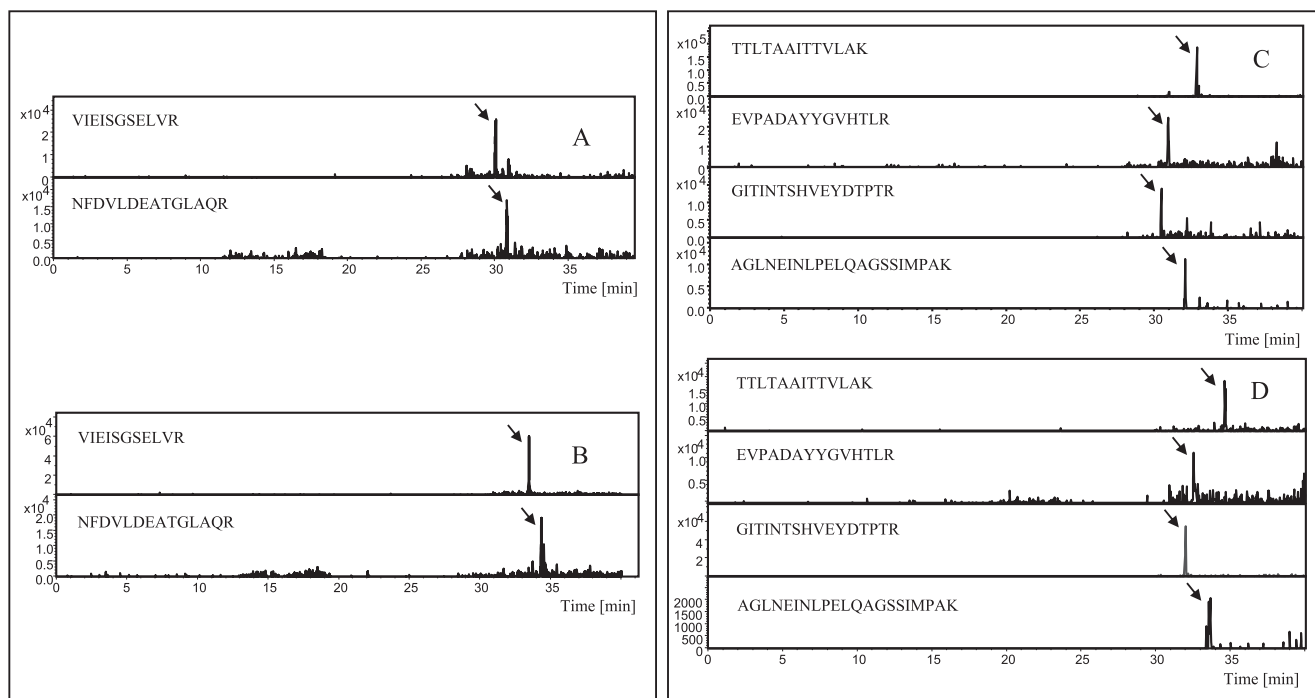 x10 4
VIEISGSELVR
A
2
1
0
x10 4
NFDVLDEATGLAQR
1.5
1.0
0.5
0.0
0 5 10 15 20 25 30 35
Time [min]
x10 4
VIEISGSELVR
B
6
4
2
x10 4
NFDVLDEATGLAQR
2.0
1.5
1.0
0.5
0.0
0 5 10 15 20 25 30 35
Time [min]
x10 5
TTLTAAITTVLAK
C
1.5
1.0
0.5
0.0
x10 4
EVPADAYYGVHTLR
2
1
0
x10 4
GITINTSHVEYDTPTR
1.0
0.5
0.0
x10 4
AGLNEINLPELQAGSSIMPAK
1.0
0.5
0.0
0 5 10 15 20 25 30 35
Time [min]
x10 4
TTLTAAITTVLAK
D
1.5
1.0
0.5
x10 4
EVPADAYYGVHTLR
1.0
0.5
0.0
x10 4
GITINTSHVEYDTPTR
4
2
AGLNEINLPELQAGSSIMPAK
2000
1500
1000
500
0
0 5 10 15 20 25 30 35
Time [min]